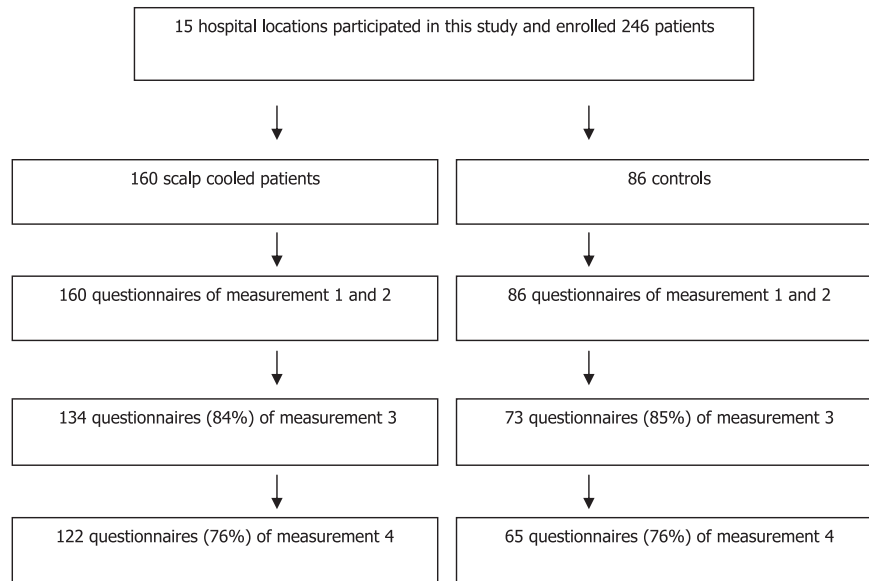 15 hospital locations participated in this study and enrolled 246 patients
160 scalp cooled patients
86 controls
160 questionnaires of measurement 1 and 2
86 questionnaires of measurement 1 and 2
134 questionnaires (84%) of measurement 3
73 questionnaires (85%) of measurement 3
122 questionnaires (76%) of measurement 4
65 questionnaires (76%) of measurement 4